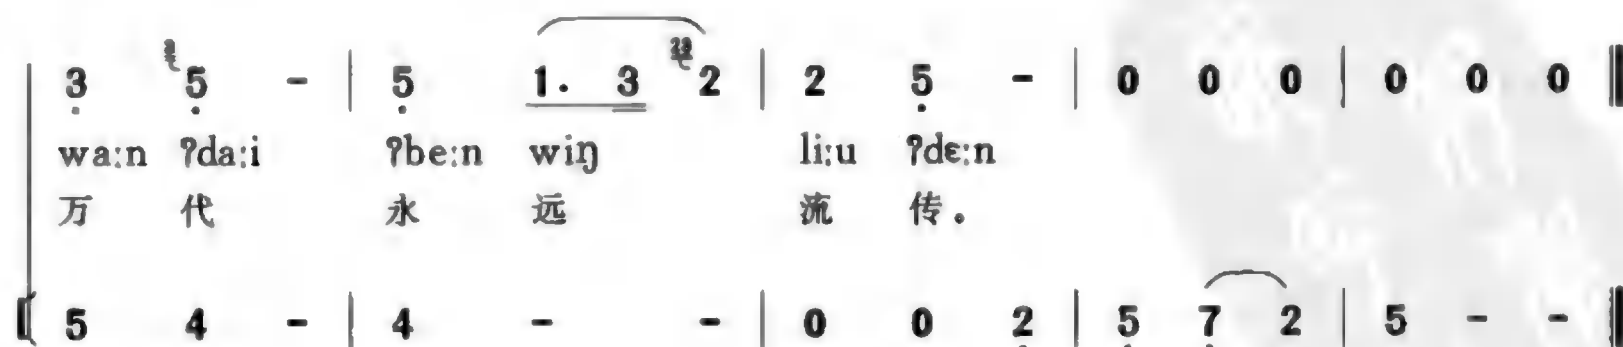 3 5 - | 5 1. 3 2 | 2 5 - | 0 0 0 | 0 0 0 ‖
wa:n ʔda:i ʔbe:n wiŋ li:u ʔdɛ:n
万 代 永 远 流 传。
5 4 - | 4 - - | 0 0 2 | 5 7 2 | 5 - - ‖